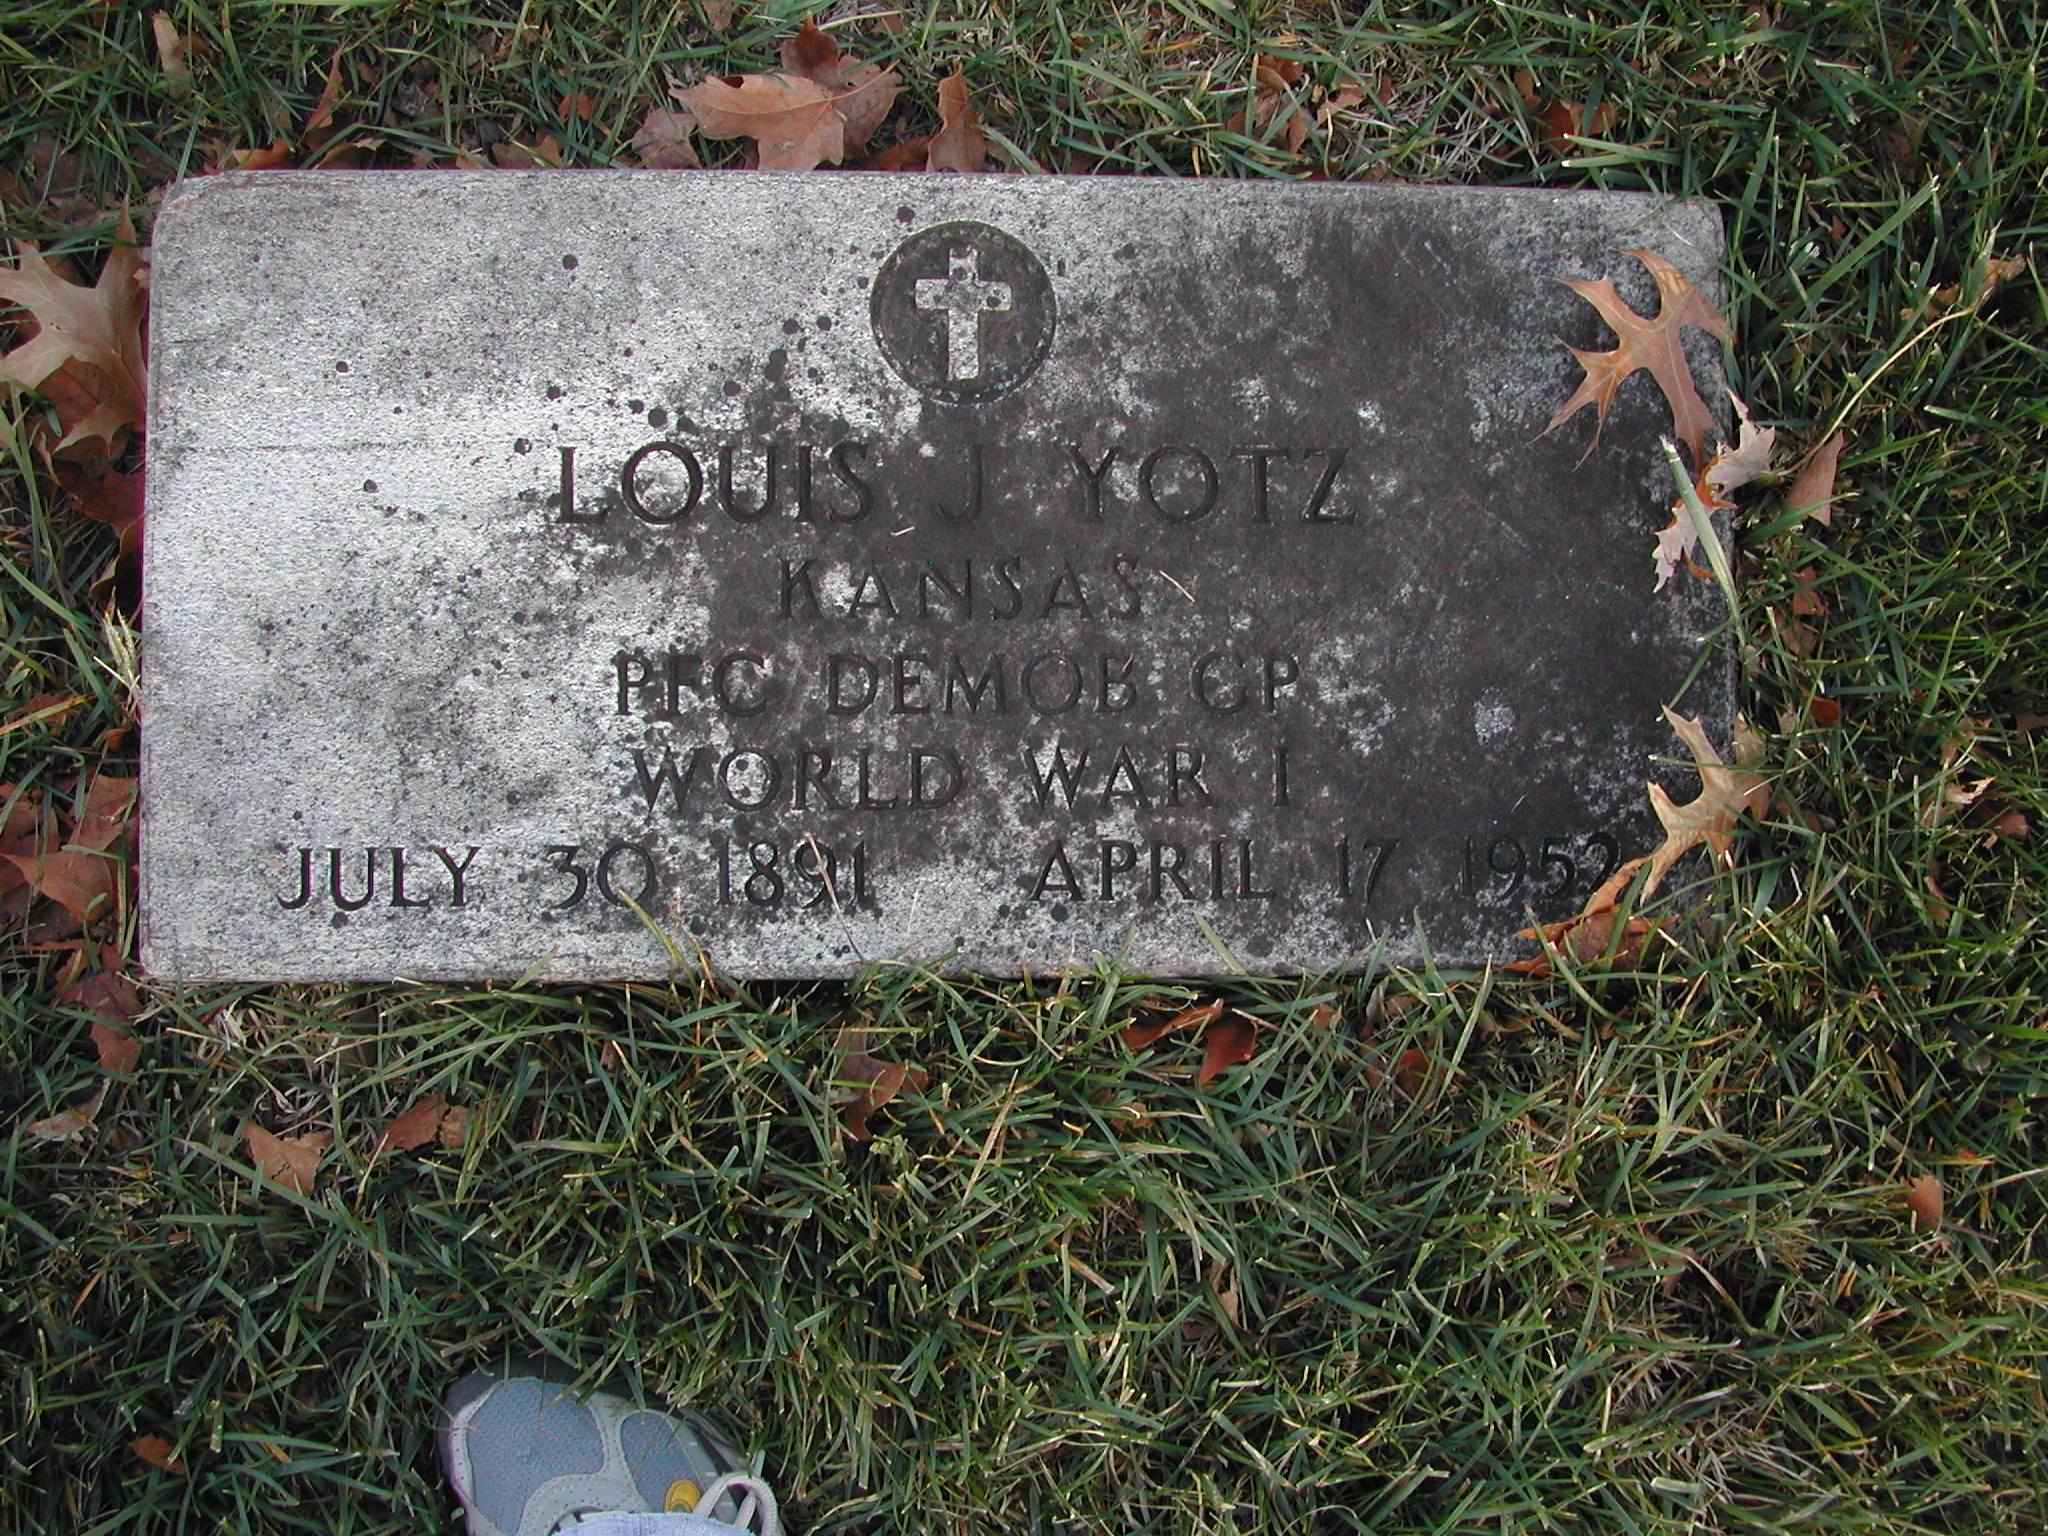 LOUIS J YOTZ
KANSAS
PFC DEMOB GP
WORLD WAR I
JULY 30 1891 APRIL 17 1952